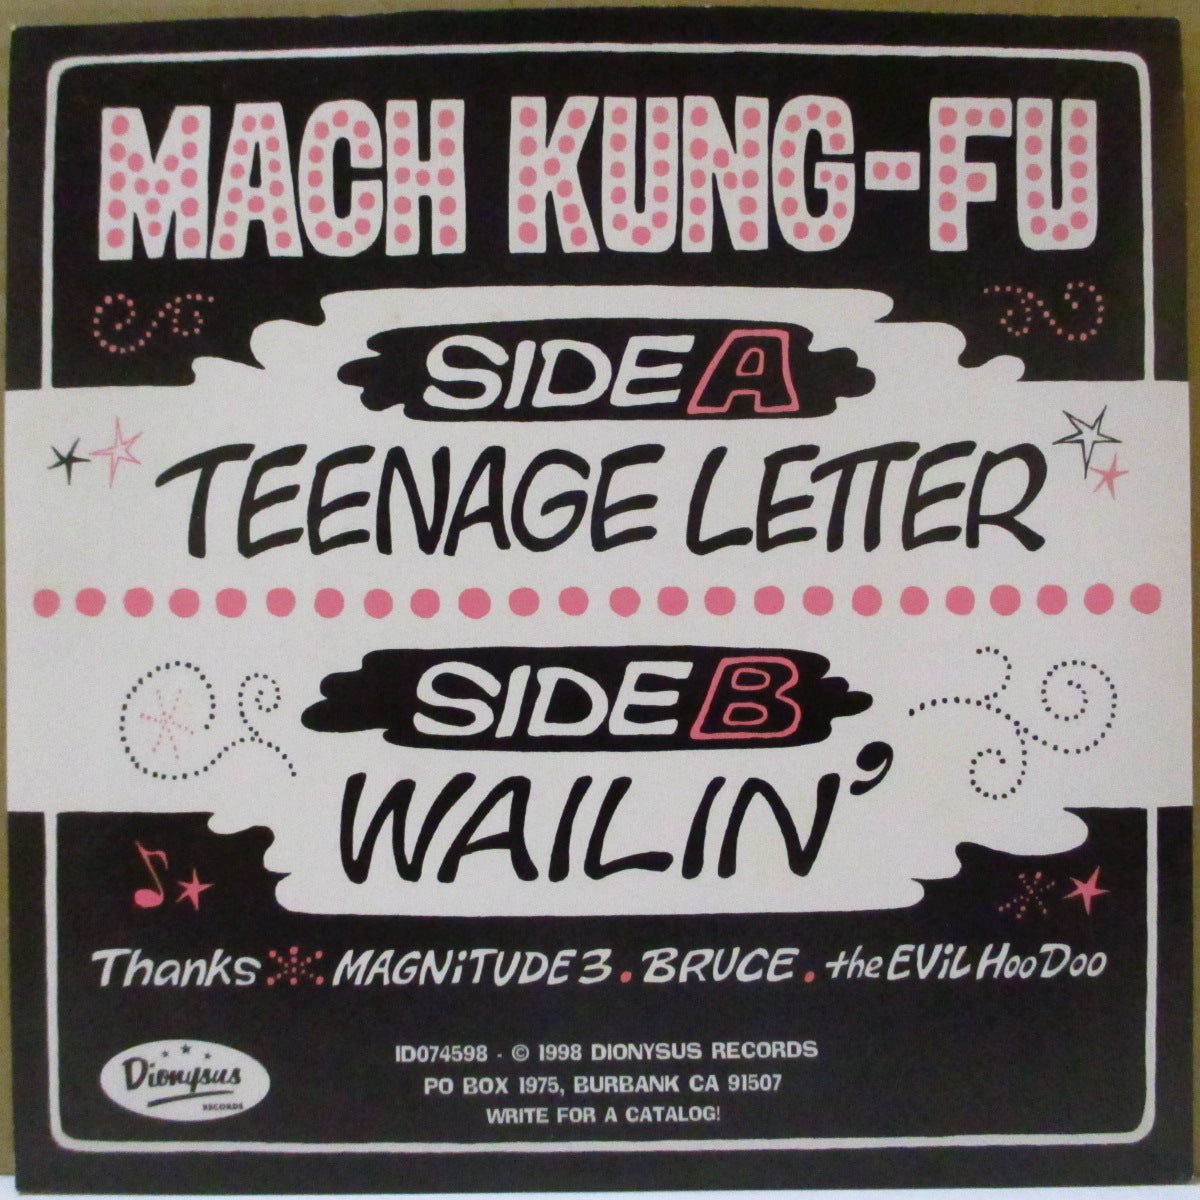 MACH KUNG-FU
SIDE A
TEENAGE LETTER
SIDE B
WAILIN'
Thanks MAGNiTUDE 3. BRUCE. the EViL HooDoo
ID074598 · © 1998 DIONYSUS RECORDS
PO BOX 1975, BURBANK CA 91507
WRITE FOR A CATALOG!
Dionysus
RECORDS